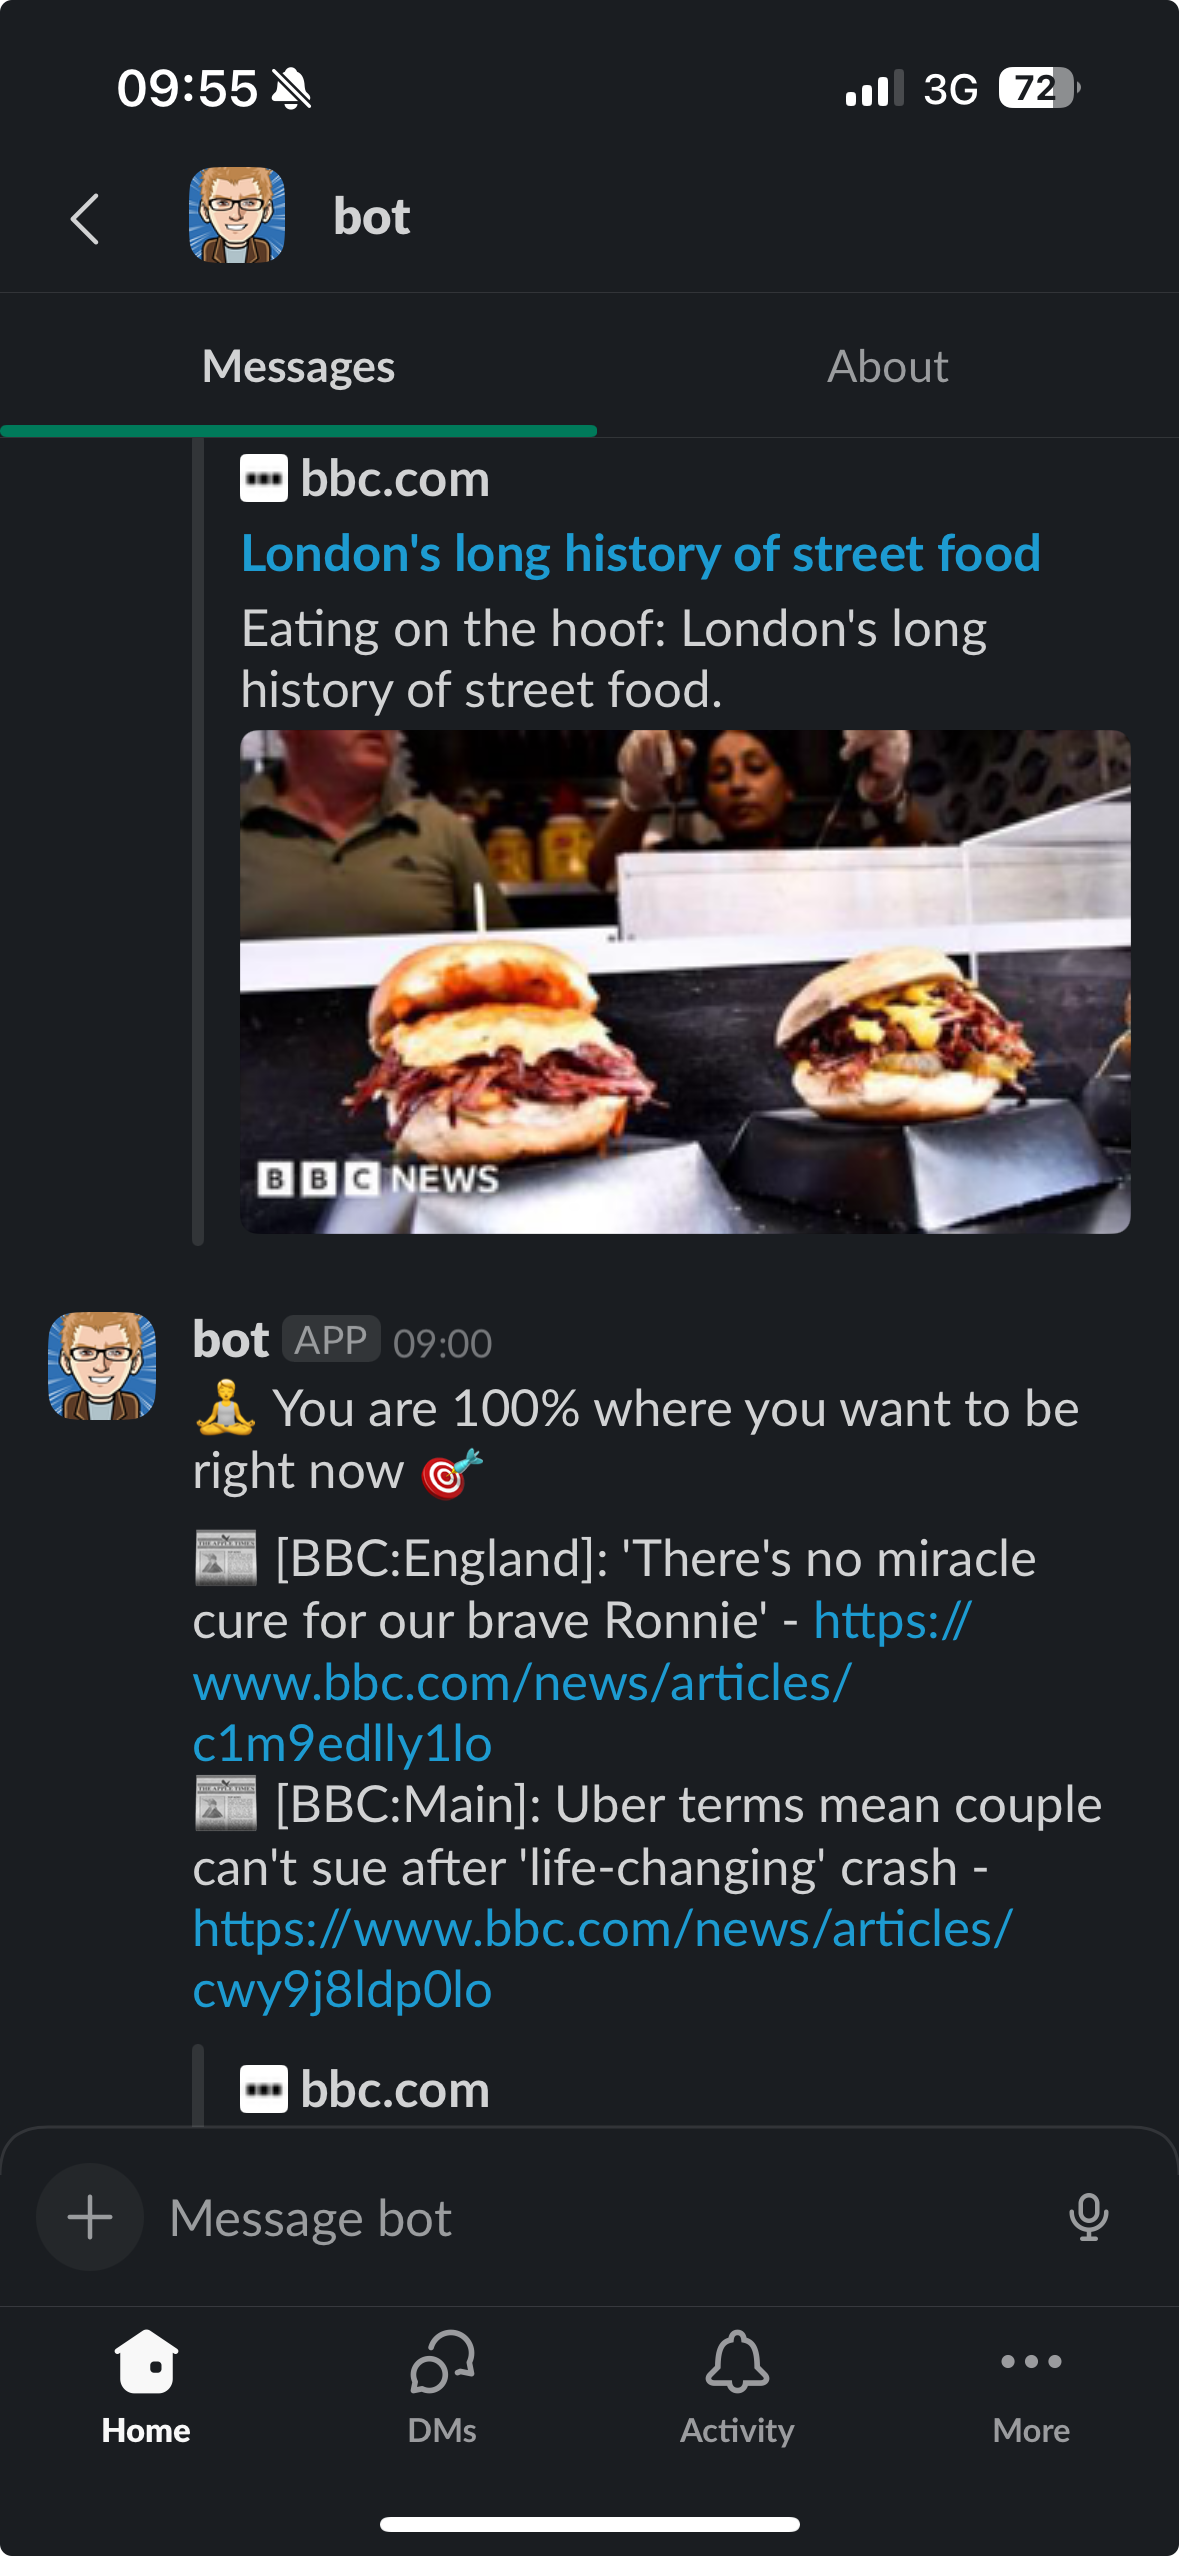 09:55
3G
72
bot
Messages
About
bbc.com
London's long history of street food
Eating on the hoof: London's long
history of street food.
BBC NEWS
bot APP 09:00
🧘 You are 100% where you want to be
right now 🎯
📰 [BBC:England]: 'There's no miracle
cure for our brave Ronnie' - https://
www.bbc.com/news/articles/
c1m9edlly1lo
📰 [BBC:Main]: Uber terms mean couple
can't sue after 'life-changing' crash -
https://www.bbc.com/news/articles/
cwy9j8ldp0lo
bbc.com
Message bot
Home
DMs
Activity
More